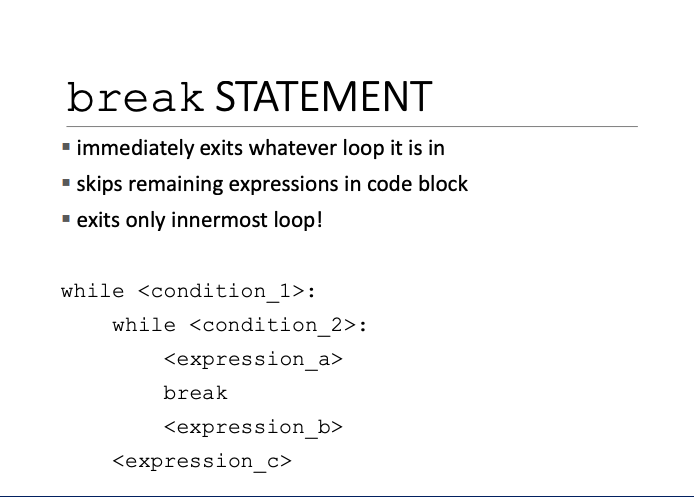 break STATEMENT
▪ immediately exits whatever loop it is in
▪ skips remaining expressions in code block
▪ exits only innermost loop!
while <condition_1>:
    while <condition_2>:
        <expression_a>
        break
        <expression_b>
    <expression_c>